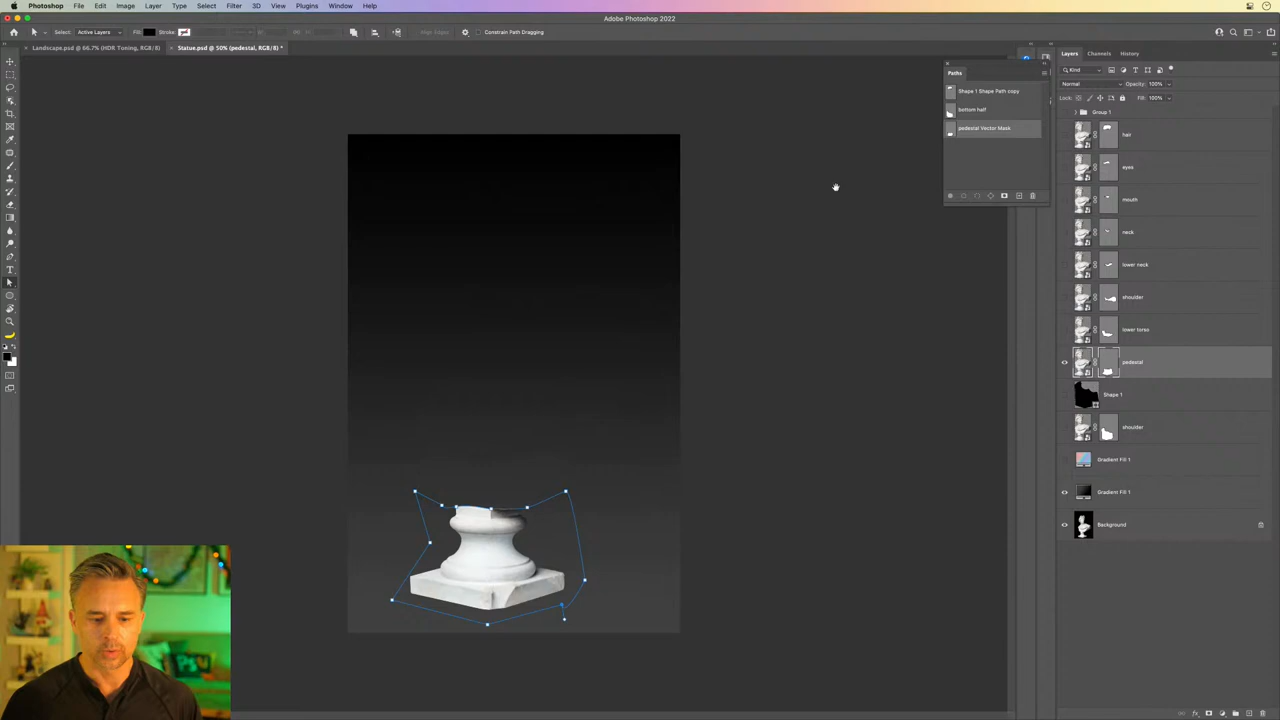 Photoshop File Edit Image Layer Type Select Filter 3D View Plugins Window Help
Adobe Photoshop 2022
Select: Active Layers Fill: Stroke: Align Edges Constrain Path Dragging
Landscape.psd @ 66.7% (HDR Toning, RGB/8) × Statue.psd @ 50% (pedestal, RGB/8) *
Paths
Shape 1 Shape Path copy
bottom half
pedestal Vector Mask
Layers Channels History
Kind
Normal Opacity: 100%
Lock: Fill: 100%
Group 1
hair
eyes
mouth
neck
lower neck
shoulder
lower torso
pedestal
Shape 1
shoulder
Gradient Fill 1
Gradient Fill 1
Background